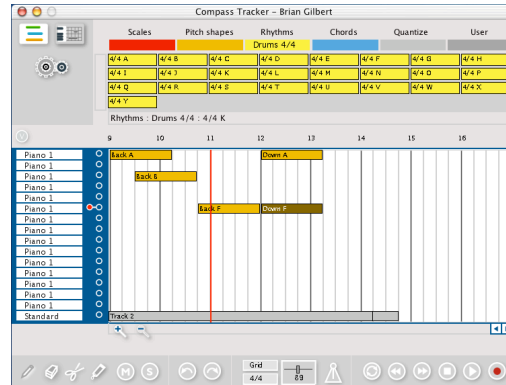 Compass Tracker - Brian Gilbert
Scales Pitch shapes Rhythms Chords Quantize User
Drums 4/4
4/4 A 4/4 B 4/4 C 4/4 D 4/4 E 4/4 F 4/4 G 4/4 H
4/4 I 4/4 J 4/4 K 4/4 L 4/4 M 4/4 N 4/4 O 4/4 P
4/4 Q 4/4 R 4/4 S 4/4 T 4/4 U 4/4 V 4/4 W 4/4 X
4/4 Y
Rhythms : Drums 4/4 : 4/4 K
9 10 11 12 13 14 15 16
Piano 1 Back A Down A
Piano 1
Piano 1 Back B
Piano 1
Piano 1
Piano 1 Back F Down F
Piano 1
Piano 1
Piano 1
Piano 1
Piano 1
Piano 1
Piano 1
Piano 1
Piano 1
Standard Track 2
M S
Grid
4/4 89